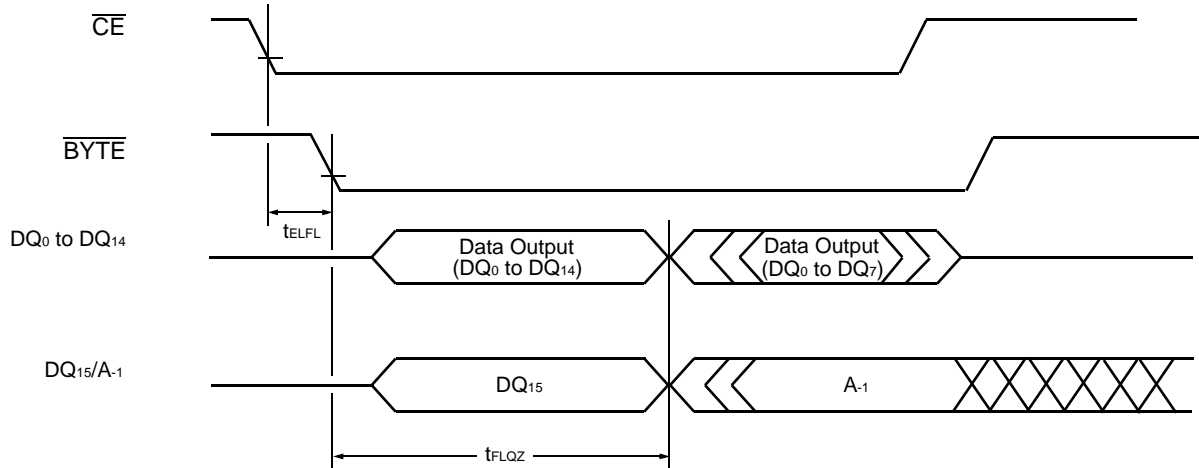 CE
BYTE
tELFL
DQ0 to DQ14
Data Output
(DQ0 to DQ14)
Data Output
(DQ0 to DQ7)
DQ15/A-1
DQ15
A-1
tFLQZ